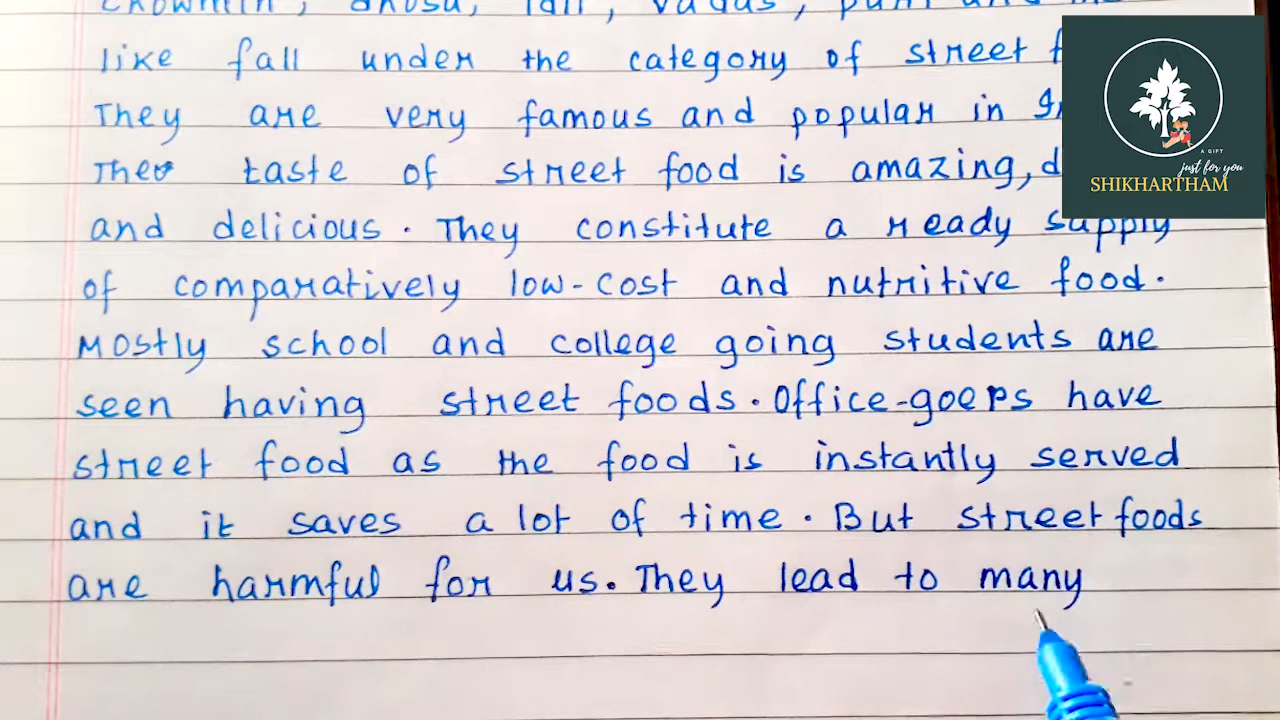 like fall under the category of street
They are very famous and popular in
The taste of street food is amazing,
and delicious. They constitute a ready supply
of comparatively low-cost and nutritive food.
Mostly school and college going students are
seen having street foods. Office-goers have
street food as the food is instantly served
and it saves a lot of time. But street foods
are harmful for us. They lead to many
A GIFT
just for you
SHIKHARTHAM